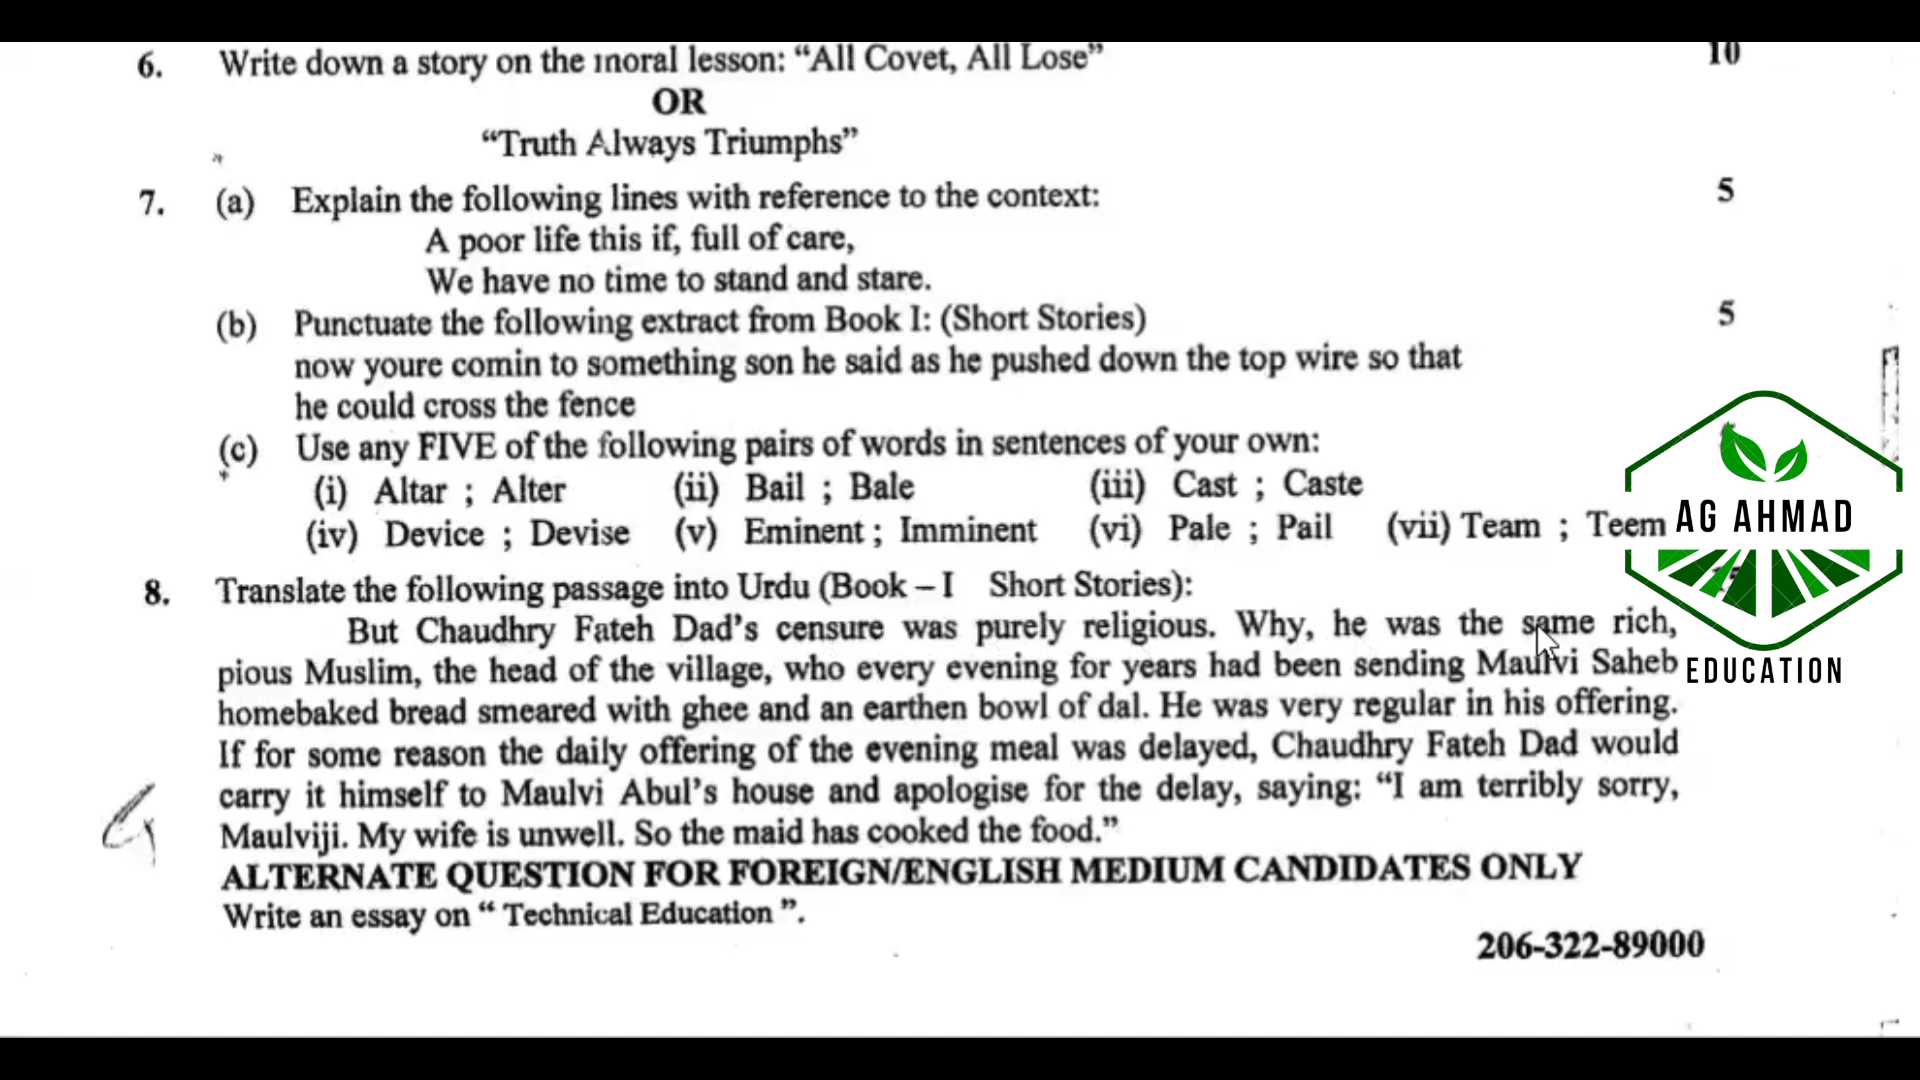 6. Write down a story on the moral lesson: “All Covet, All Lose” 10
OR
“Truth Always Triumphs”
7. (a) Explain the following lines with reference to the context: 5
A poor life this if, full of care,
We have no time to stand and stare.
(b) Punctuate the following extract from Book I: (Short Stories) 5
now youre comin to something son he said as he pushed down the top wire so that
he could cross the fence
(c) Use any FIVE of the following pairs of words in sentences of your own:
(i) Altar ; Alter (ii) Bail ; Bale (iii) Cast ; Caste
(iv) Device ; Devise (v) Eminent ; Imminent (vi) Pale ; Pail (vii) Team ; Teem
AG AHMAD
EDUCATION
8. Translate the following passage into Urdu (Book – I Short Stories):
But Chaudhry Fateh Dad’s censure was purely religious. Why, he was the same rich,
pious Muslim, the head of the village, who every evening for years had been sending Maulvi Saheb
homebaked bread smeared with ghee and an earthen bowl of dal. He was very regular in his offering.
If for some reason the daily offering of the evening meal was delayed, Chaudhry Fateh Dad would
carry it himself to Maulvi Abul’s house and apologise for the delay, saying: “I am terribly sorry,
Maulviji. My wife is unwell. So the maid has cooked the food.”
ALTERNATE QUESTION FOR FOREIGN/ENGLISH MEDIUM CANDIDATES ONLY
Write an essay on “ Technical Education ”.
206-322-89000